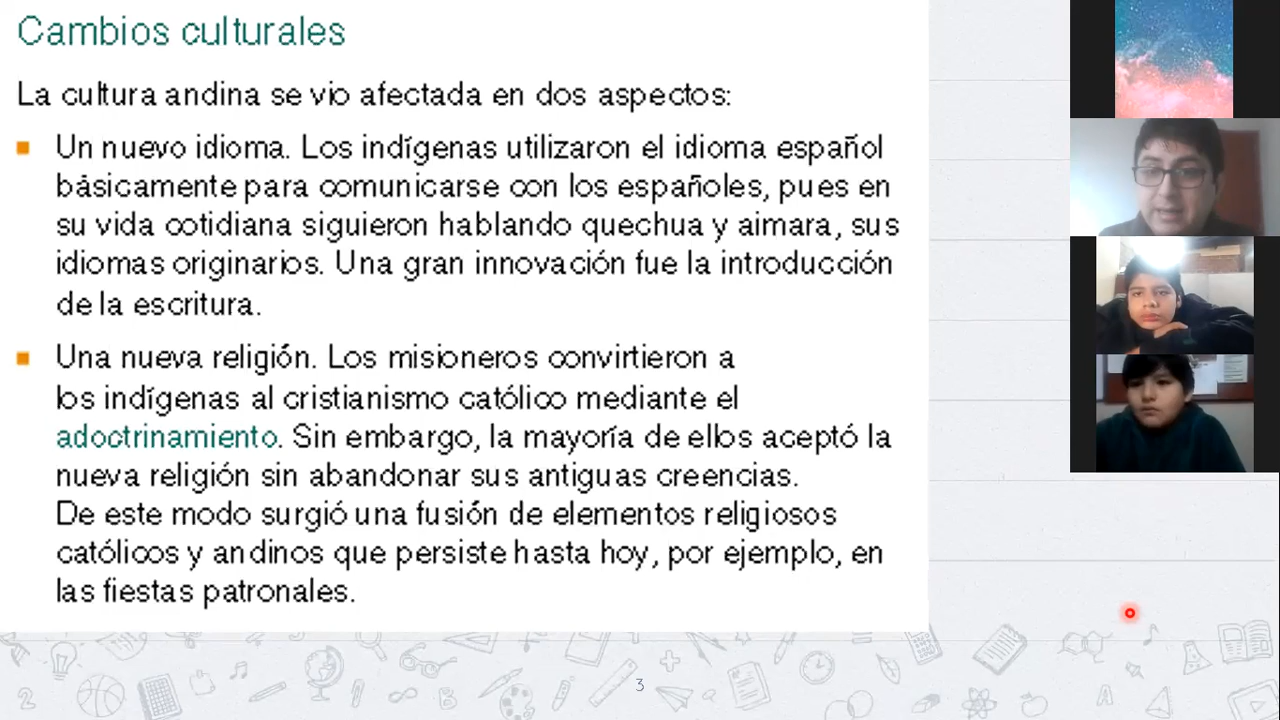 Cambios culturales
La cultura andina se vio afectada en dos aspectos:
Un nuevo idioma. Los indígenas utilizaron el idioma español
básicamente para comunicarse con los españoles, pues en
su vida cotidiana siguieron hablando quechua y aimara, sus
idiomas originarios. Una gran innovación fue la introducción
de la escritura.
Una nueva religión. Los misioneros convirtieron a
los indígenas al cristianismo católico mediante el
adoctrinamiento. Sin embargo, la mayoría de ellos aceptó la
nueva religión sin abandonar sus antiguas creencias.
De este modo surgió una fusión de elementos religiosos
católicos y andinos que persiste hasta hoy, por ejemplo, en
las fiestas patronales.
3